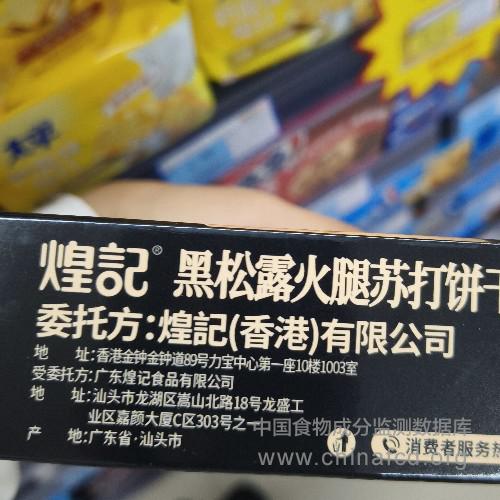 煌記® 黑松露火腿苏打饼干
委托方:煌記(香港)有限公司
地 址:香港金钟金钟道89号力宝中心第一座10楼1003室
受委托方:广东煌记食品有限公司
地 址:汕头市龙湖区嵩山北路18号龙盛工
业区嘉颜大厦C区303号之一
产 地:广东省·汕头市
消费者服务热
中国食物成分监测数据库
www.chinafcd.org